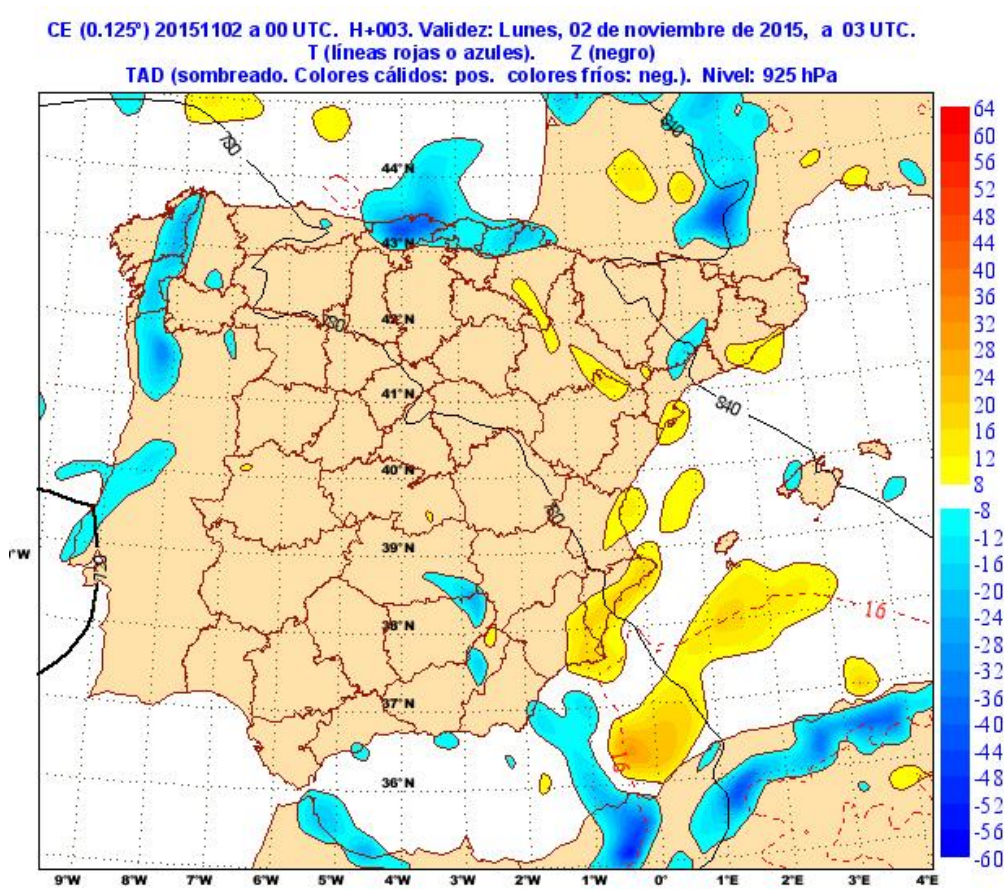 CE (0.125º) 20151102 a 00 UTC. H+003. Validez: Lunes, 02 de noviembre de 2015, a 03 UTC.
T (líneas rojas o azules). Z (negro)
TAD (sombreado. Colores cálidos: pos. colores fríos: neg.). Nivel: 925 hPa
64
60
56
52
48
44
40
36
32
28
24
20
16
12
8
-8
-12
-16
-20
-24
-28
-32
-36
-40
-44
-48
-52
-56
-60
790
840
44°N
43°N
42°N
790
41°N
840
40°N
39°N
°W
38°N
16
37°N
16
36°N
9°W 8°W 7°W 6°W 5°W 4°W 3°W 2°W 1°W 0° 1°E 2°E 3°E 4°E